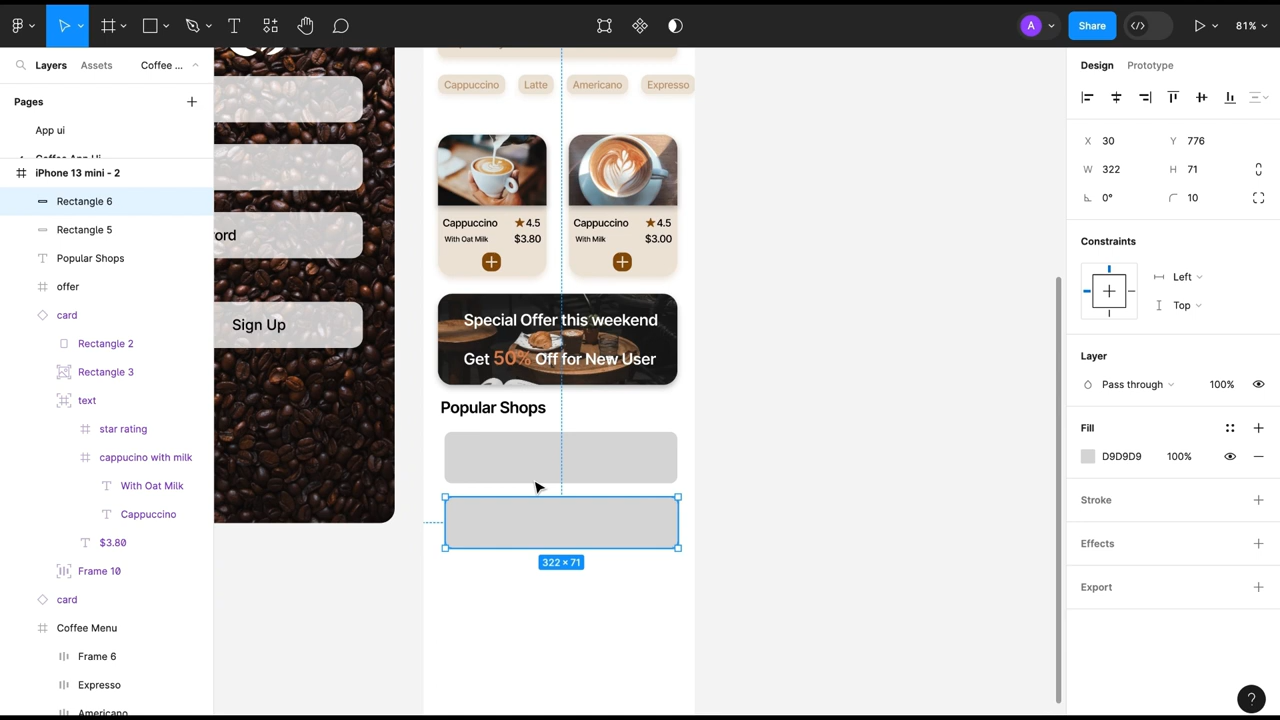 A
Share
81%
Layers
Assets
Coffee ...
Pages
App ui
Coffee App Ui
iPhone 13 mini - 2
Rectangle 6
Rectangle 5
Popular Shops
offer
card
Rectangle 2
Rectangle 3
text
star rating
cappucino with milk
With Oat Milk
Cappuccino
$3.80
Frame 10
card
Coffee Menu
Frame 6
Expresso
Americano
ord
Sign Up
Cappuccino
Latte
Americano
Expresso
Cappuccino
4.5
With Oat Milk
$3.80
Cappuccino
4.5
With Milk
$3.00
Special Offer this weekend
Get 50% Off for New User
Popular Shops
322 × 71
Design
Prototype
X 30
Y 776
W 322
H 71
0°
10
Constraints
Left
Top
Layer
Pass through
100%
Fill
D9D9D9
100%
Stroke
Effects
Export
?